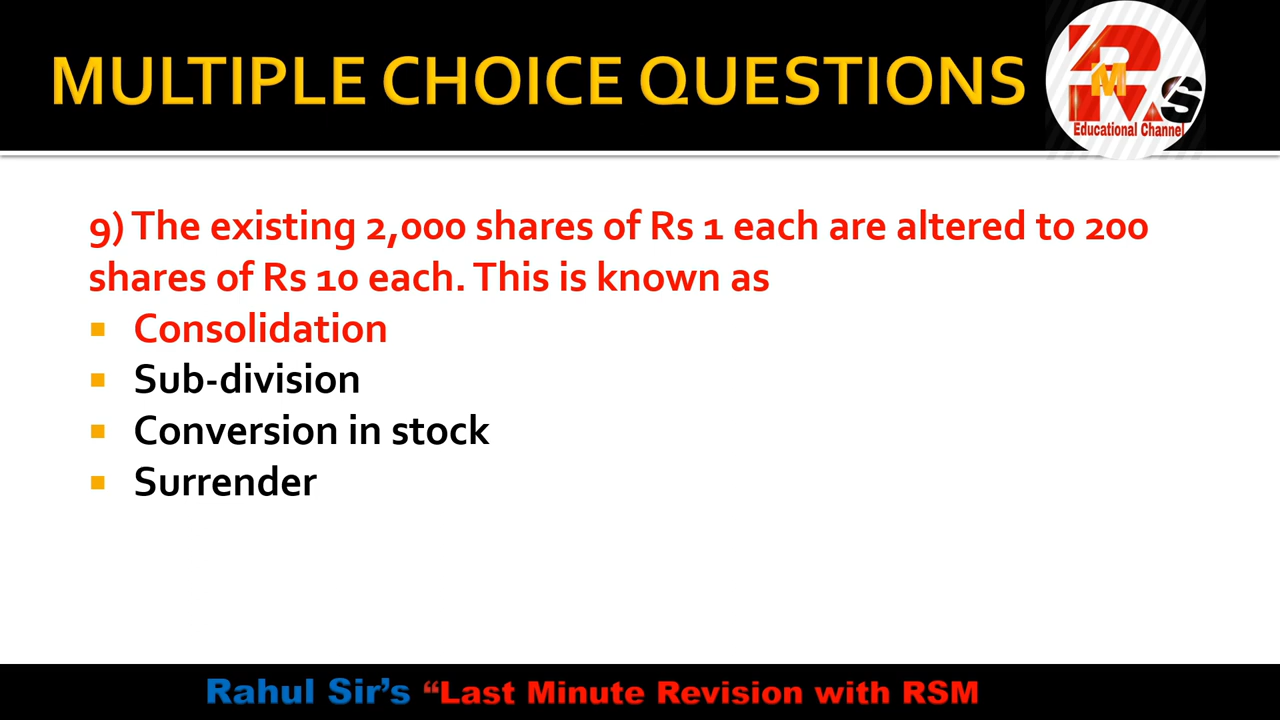 MULTIPLE CHOICE QUESTIONS
RMS
Educational Channel
9) The existing 2,000 shares of Rs 1 each are altered to 200
shares of Rs 10 each. This is known as
Consolidation
Sub-division
Conversion in stock
Surrender
Rahul Sir's “Last Minute Revision with RSM